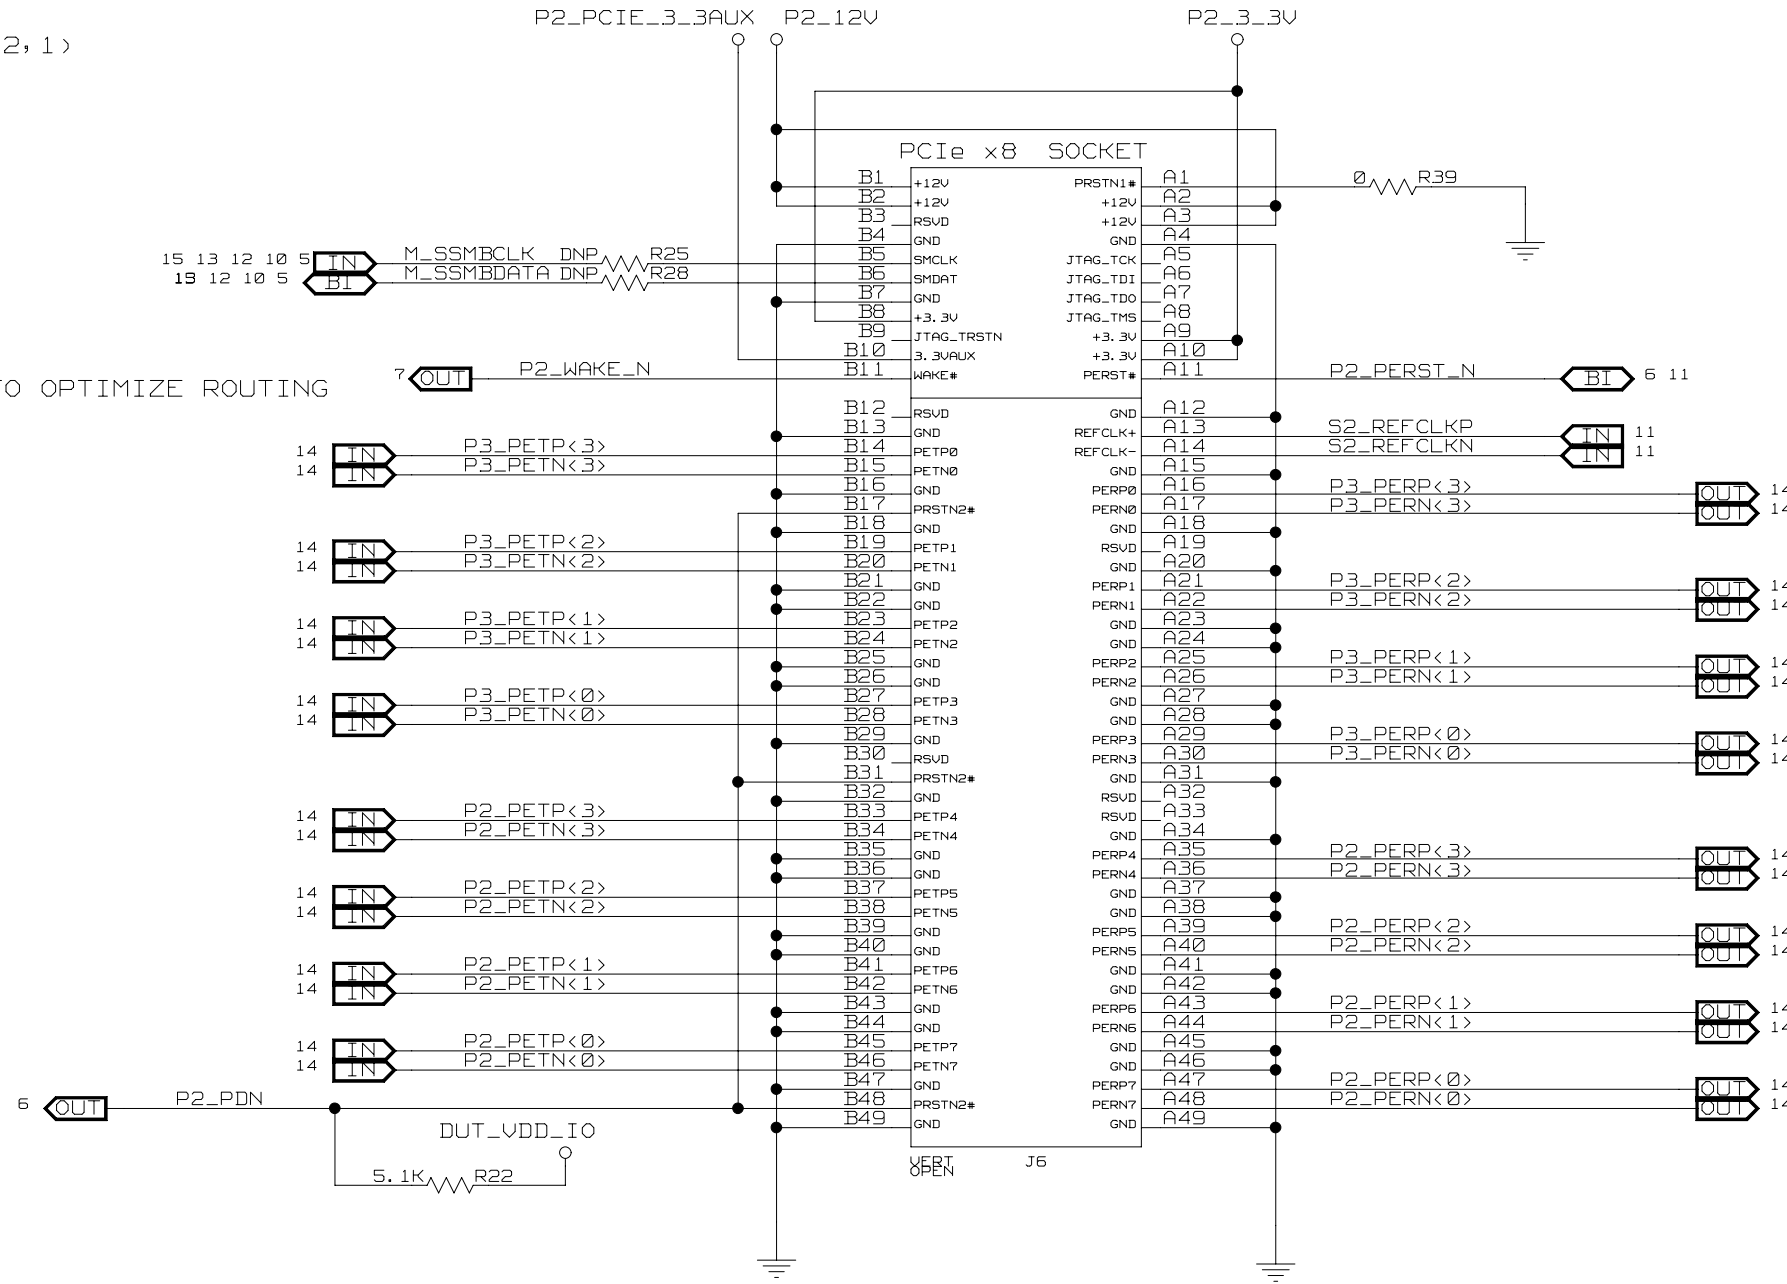 P2_PCIE_3_3AUX P2_12V P2_3_3V
2,1)
PCIe x8 SOCKET
B1 +12V PRSTN1# A1 0 R39
B2 +12V +12V A2
B3 RSVD +12V A3
B4 GND GND A4
15 13 12 10 5 IN M_SSMBCLK DNP R25 B5 SMCLK JTAG_TCK A5
13 12 10 5 BI M_SSMBDATA DNP R28 B6 SMDAT JTAG_TDI A6
B7 GND JTAG_TDO A7
B8 +3.3V JTAG_TMS A8
B9 JTAG_TRSTN +3.3V A9
B10 3.3VAUX +3.3V A10
7 OUT P2_WAKE_N B11 WAKE# PERST# A11 P2_PERST_N BI 6 11
TO OPTIMIZE ROUTING
B12 RSVD GND A12
B13 GND REFCLK+ A13 S2_REFCLKP IN 11
14 IN P3_PETP<3> B14 PETP0 REFCLK- A14 S2_REFCLKN IN 11
14 IN P3_PETN<3> B15 PETN0 GND A15
B16 GND PERP0 A16 P3_PERP<3> OUT 14
B17 PRSTN2# PERN0 A17 P3_PERN<3> OUT 14
B18 GND GND A18
14 IN P3_PETP<2> B19 PETP1 RSVD A19
14 IN P3_PETN<2> B20 PETN1 GND A20
B21 GND PERP1 A21 P3_PERP<2> OUT 14
B22 GND PERN1 A22 P3_PERN<2> OUT 14
14 IN P3_PETP<1> B23 PETP2 GND A23
14 IN P3_PETN<1> B24 PETN2 GND A24
B25 GND PERP2 A25 P3_PERP<1> OUT 14
B26 GND PERN2 A26 P3_PERN<1> OUT 14
14 IN P3_PETP<0> B27 PETP3 GND A27
14 IN P3_PETN<0> B28 PETN3 GND A28
B29 GND PERP3 A29 P3_PERP<0> OUT 14
B30 RSVD PERN3 A30 P3_PERN<0> OUT 14
B31 PRSTN2# GND A31
B32 GND RSVD A32
14 IN P2_PETP<3> B33 PETP4 RSVD A33
14 IN P2_PETN<3> B34 PETN4 GND A34
B35 GND PERP4 A35 P2_PERP<3> OUT 14
B36 GND PERN4 A36 P2_PERN<3> OUT 14
14 IN P2_PETP<2> B37 PETP5 GND A37
14 IN P2_PETN<2> B38 PETN5 GND A38
B39 GND PERP5 A39 P2_PERP<2> OUT 14
B40 GND PERN5 A40 P2_PERN<2> OUT 14
14 IN P2_PETP<1> B41 PETP6 GND A41
14 IN P2_PETN<1> B42 PETN6 GND A42
B43 GND PERP6 A43 P2_PERP<1> OUT 14
B44 GND PERN6 A44 P2_PERN<1> OUT 14
14 IN P2_PETP<0> B45 PETP7 GND A45
14 IN P2_PETN<0> B46 PETN7 GND A46
B47 GND PERP7 A47 P2_PERP<0> OUT 14
6 OUT P2_PDN B48 PRSTN2# PERN7 A48 P2_PERN<0> OUT 14
B49 GND GND A49
DUT_VDD_IO
VERT J6
OPEN
5.1K R22